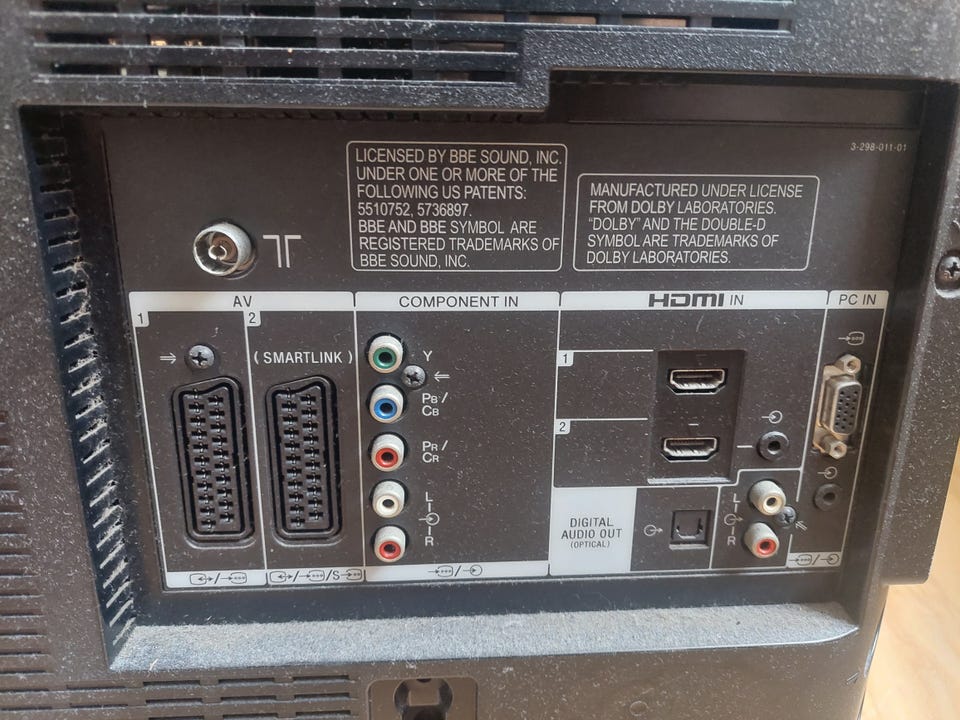 3-298-011-01
LICENSED BY BBE SOUND, INC.
UNDER ONE OR MORE OF THE
FOLLOWING US PATENTS:
5510752, 5736897.
BBE AND BBE SYMBOL ARE
REGISTERED TRADEMARKS OF
BBE SOUND, INC.
MANUFACTURED UNDER LICENSE
FROM DOLBY LABORATORIES.
"DOLBY" AND THE DOUBLE-D
SYMBOL ARE TRADEMARKS OF
DOLBY LABORATORIES.
AV
1
2
(SMARTLINK)
COMPONENT IN
Y
PB/
CB
PR/
CR
L
R
HDMI IN
1
2
DIGITAL
AUDIO OUT
(OPTICAL)
L
R
PC IN
S